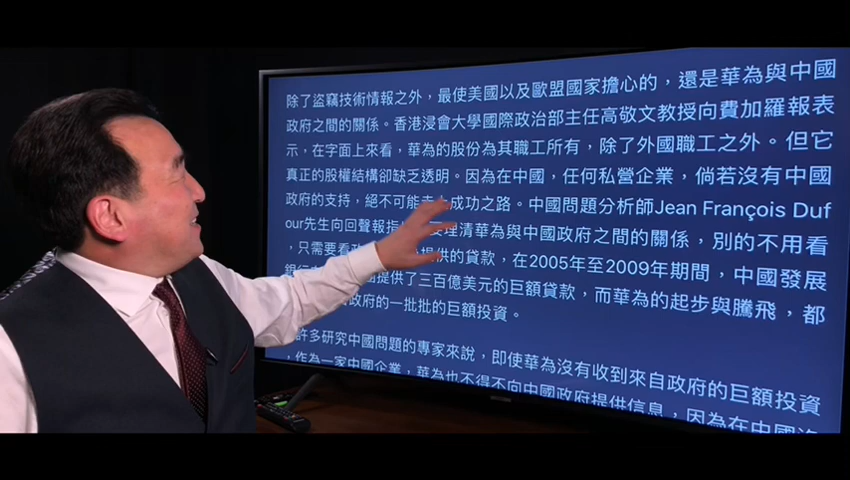 除了盜竊技術情報之外，最使美國以及歐盟國家擔心的，還是華為與中國
政府之間的關係。香港浸會大學國際政治部主任高敬文教授向費加羅報表
示，在字面上來看，華為的股份為其職工所有，除了外國職工之外。但它
真正的股權結構卻缺乏透明。因為在中國，任何私營企業，倘若沒有中國
政府的支持，絕不可能走上成功之路。中國問題分析師Jean François Duf
our先生向回聲報指 理清華為與中國政府之間的關係，別的不用看
，只需要看 提供的貸款，在2005年至2009年期間，中國發展
銀行 提供了三百億美元的巨額貸款，而華為的起步與騰飛，都
政府的一批批的巨額投資。
許多研究中國問題的專家來說，即使華為沒有收到來自政府的巨額投資
，作為一家中國企業，華為也不得不向中國政府提供信息，因為在中國